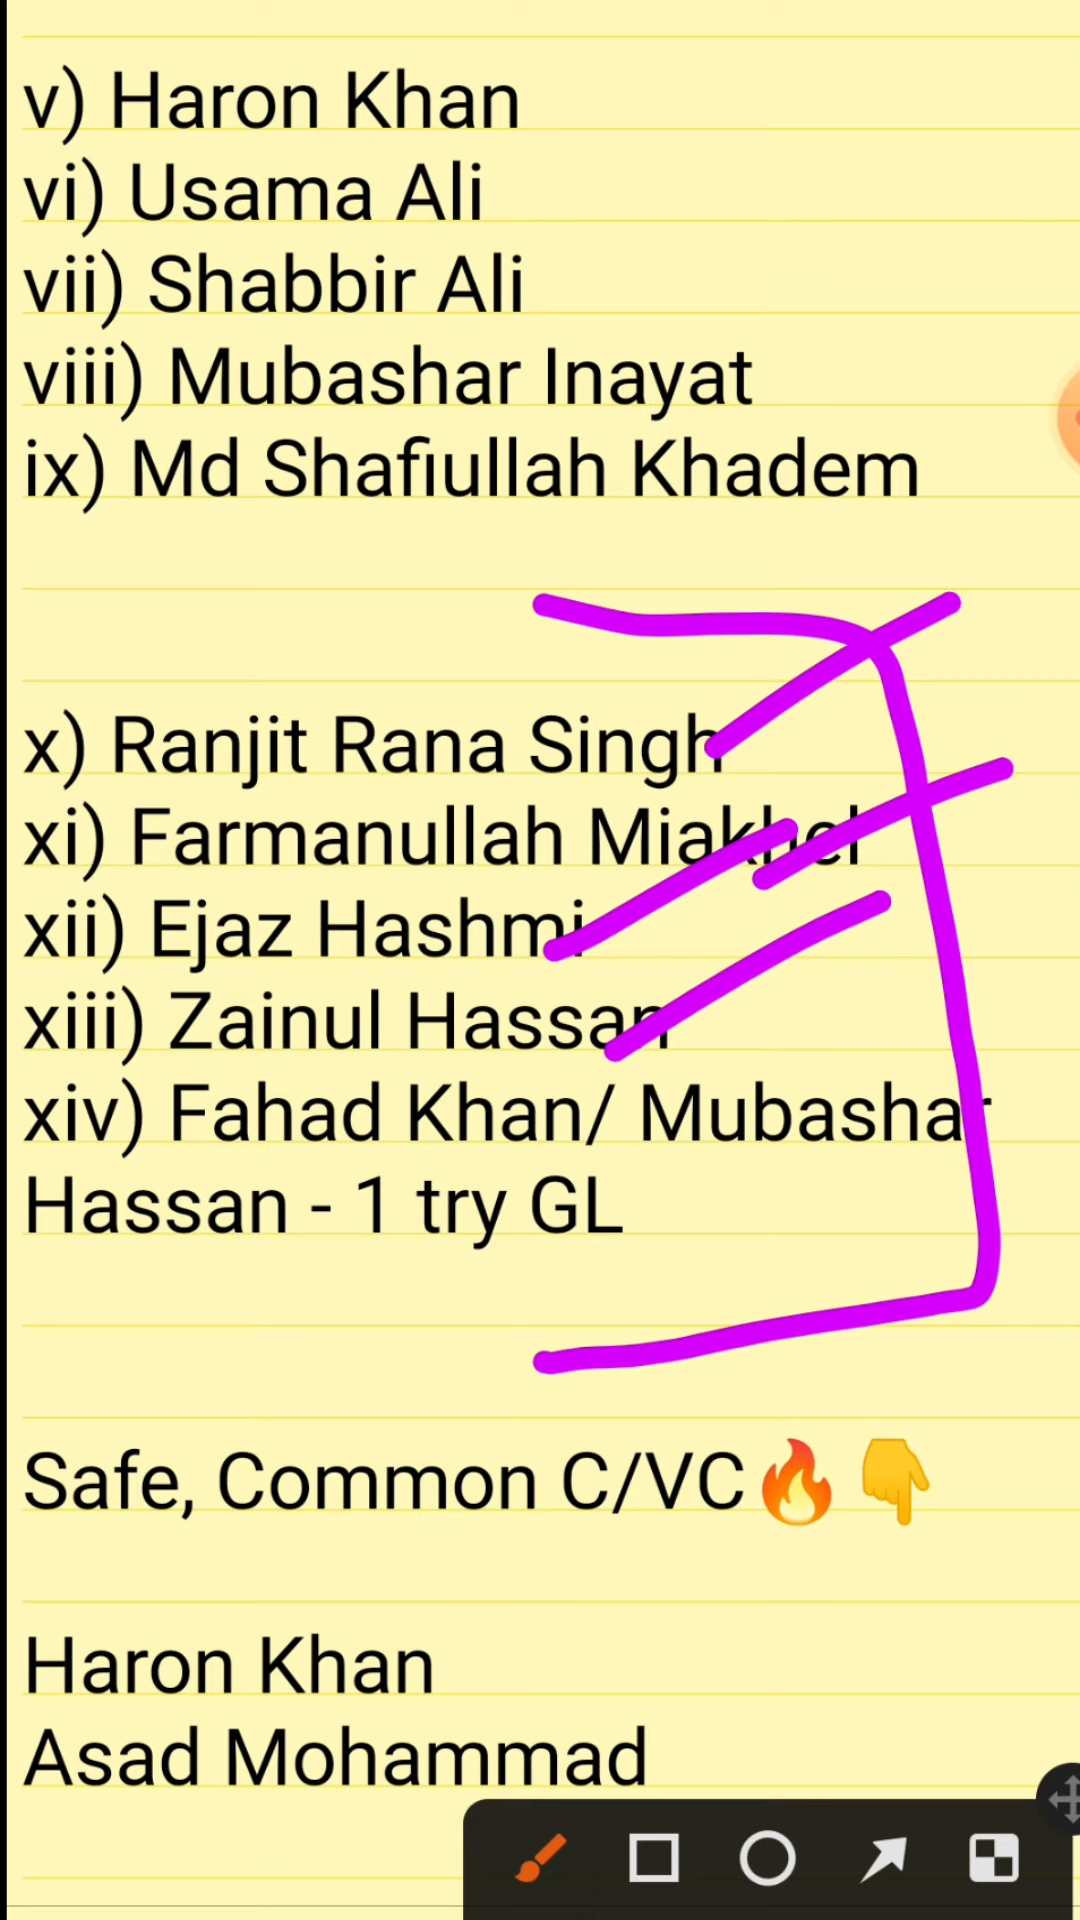 v) Haron Khan
vi) Usama Ali
vii) Shabbir Ali
viii) Mubashar Inayat
ix) Md Shafiullah Khadem
x) Ranjit Rana Singh
xi) Farmanullah Miakhel
xii) Ejaz Hashmi
xiii) Zainul Hassan
xiv) Fahad Khan/ Mubashar
Hassan - 1 try GL
Safe, Common C/VC🔥👇
Haron Khan
Asad Mohammad